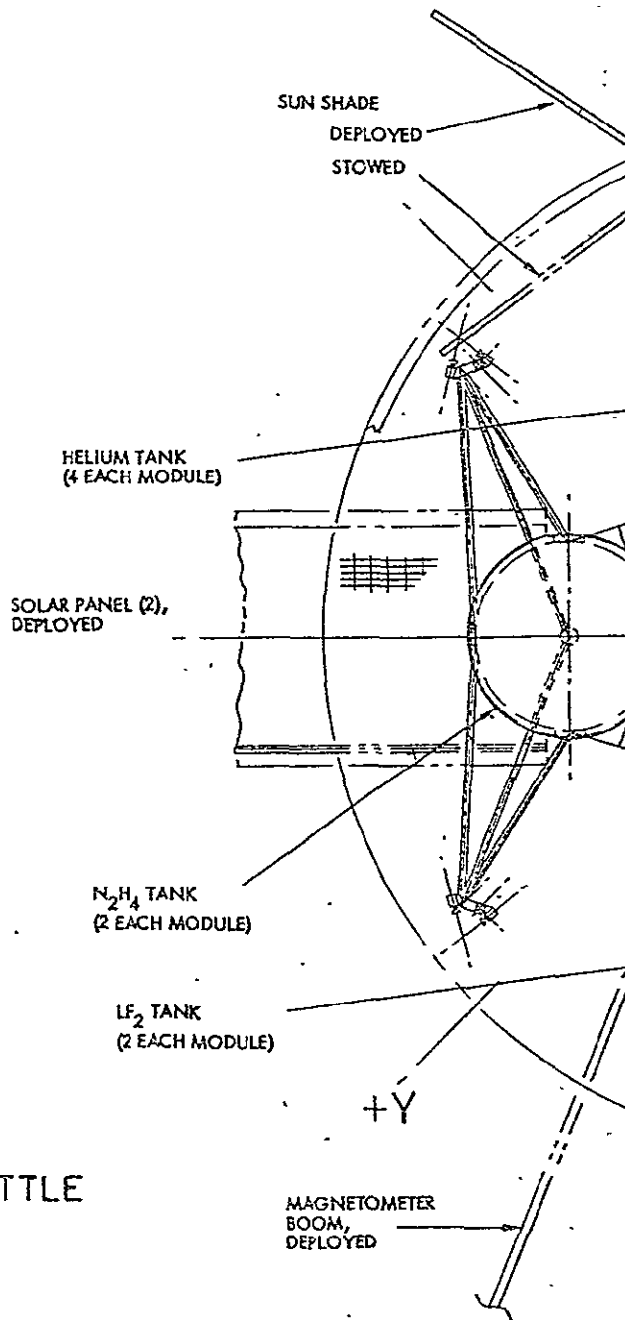 SUN SHADE
DEPLOYED
STOWED
HELIUM TANK
(4 EACH MODULE)
SOLAR PANEL (2),
DEPLOYED
N₂H₄ TANK
(2 EACH MODULE)
LF₂ TANK
(2 EACH MODULE)
+Y
TTLE
MAGNETOMETER
BOOM,
DEPLOYED